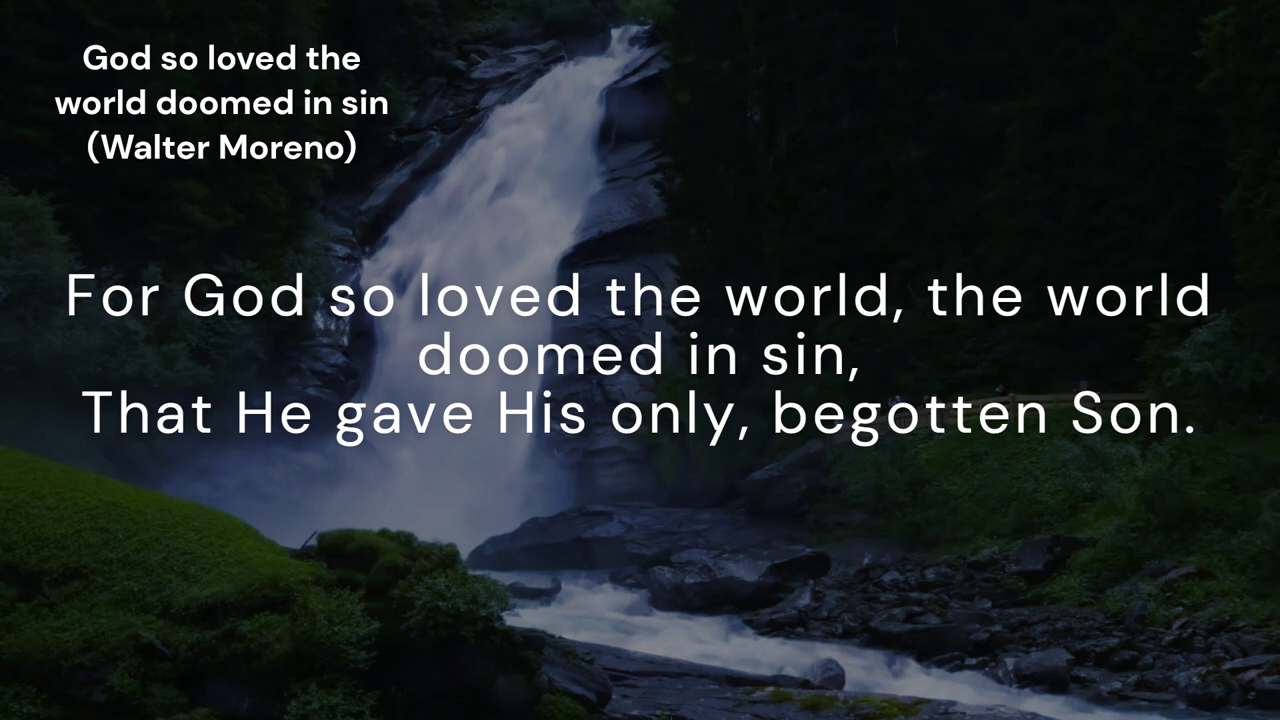 God so loved the
world doomed in sin
(Walter Moreno)
For God so loved the world, the world
doomed in sin,
That He gave His only, begotten Son.